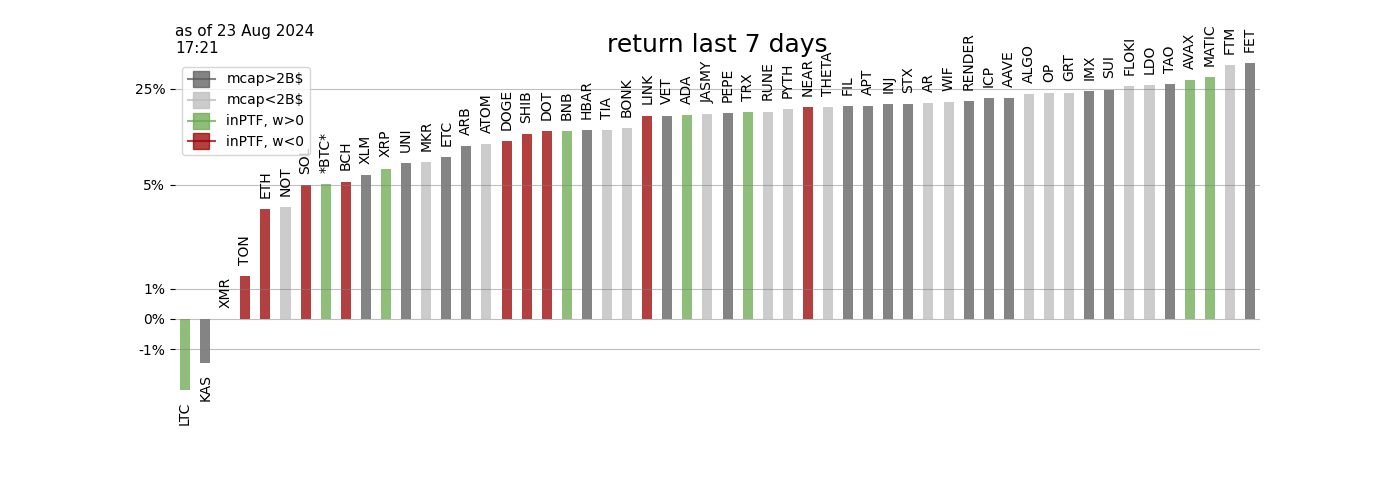 as of 23 Aug 2024
17:21
return last 7 days
mcap>2B$
mcap<2B$
inPTF, w>0
inPTF, w<0
25%
5%
1%
0%
-1%
LTC
KAS
XMR
TON
ETH
NOT
SOL
*BTC*
BCH
XLM
XRP
UNI
MKR
ETC
ARB
ATOM
DOGE
SHIB
DOT
BNB
HBAR
TIA
BONK
LINK
VET
ADA
JASMY
PEPE
TRX
RUNE
PYTH
NEAR
THETA
FIL
APT
INJ
STX
AR
WIF
RENDER
ICP
AAVE
ALGO
OP
GRT
IMX
SUI
FLOKI
LDO
TAO
AVAX
MATIC
FTM
FET